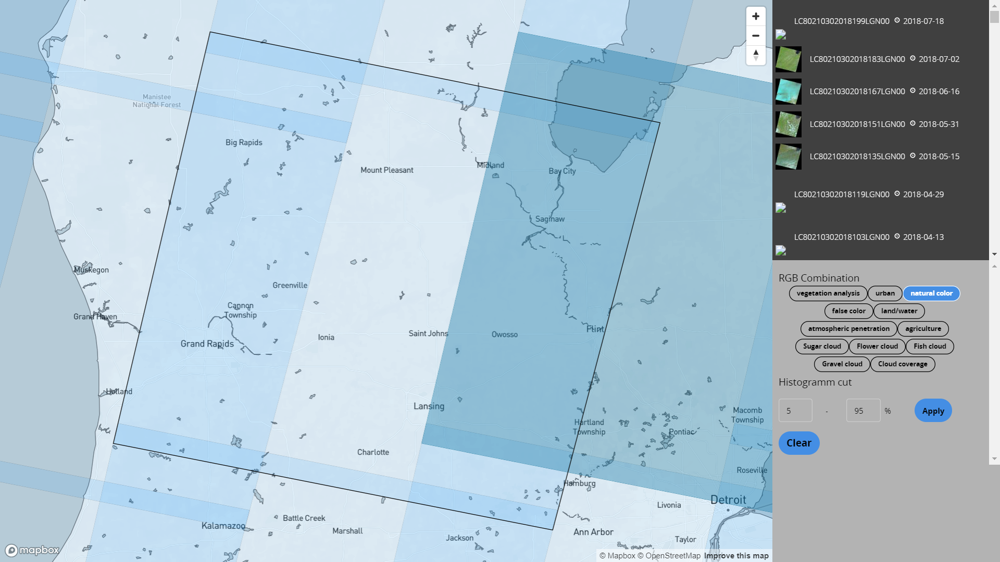 Manistee
National Forest
Big Rapids
Mount Pleasant
Midland
Bay City
Saginaw
Muskegon
Greenville
Cannon
Township
Grand Haven
Grand Rapids
Ionia
Saint Johns
Owosso
Flint
Holland
Lansing
Macomb
Township
Hartland
Township
Pontiac
Charlotte
Roseville
Hamburg
Detroit
Livonia
Kalamazoo
Battle Creek
Marshall
Jackson
Ann Arbor
Taylor
mapbox
© Mapbox © OpenStreetMap Improve this map
LC80210302018199LGN00 2018-07-18
LC80210302018183LGN00 2018-07-02
LC80210302018167LGN00 2018-06-16
LC80210302018151LGN00 2018-05-31
LC80210302018135LGN00 2018-05-15
LC80210302018119LGN00 2018-04-29
LC80210302018103LGN00 2018-04-13
RGB Combination
vegetation analysis urban natural color
false color land/water
atmospheric penetration agriculture
Sugar cloud Flower cloud Fish cloud
Gravel cloud Cloud coverage
Histogramm cut
5 - 95 % Apply
Clear